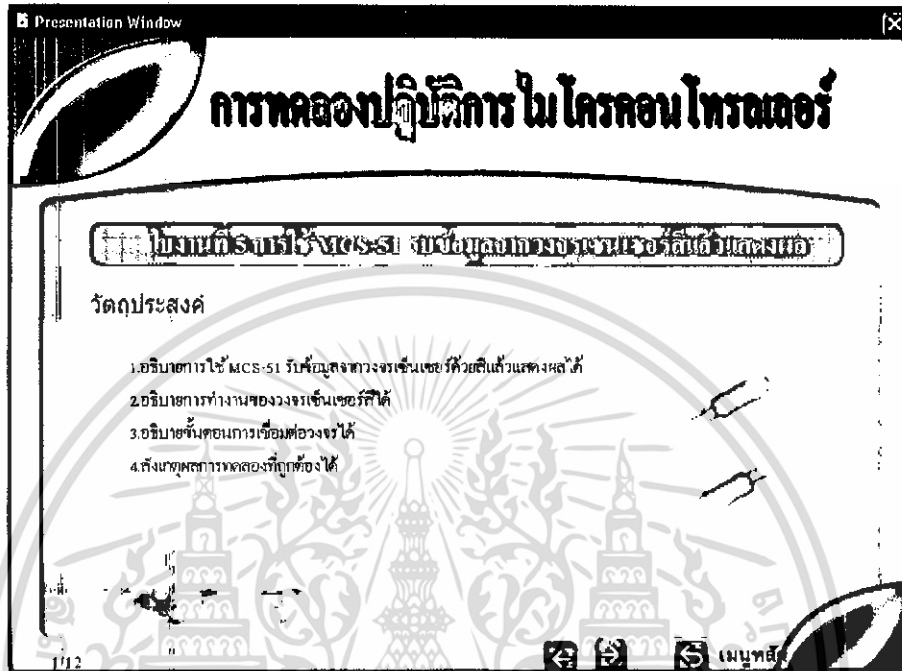 Presentation Window
การทดลองปฏิบัติการไมโครคอนโทรลเลอร์
ใบงานที่ 5 การใช้ MCS-51 รับข้อมูลจากวงจรเซนเซอร์สีแล้วแสดงผล
วัตถุประสงค์
1.อธิบายการใช้ MCS-51 รับข้อมูลจากวงจรเซ็นเซอร์ด้วยสีแล้วแสดงผลได้
2.อธิบายการทำงานของวงจรเซ็นเซอร์สีได้
3.อธิบายขั้นตอนการเชื่อมต่อวงจรได้
4.สังเกตุผลการทดลองที่ถูกต้องได้
1/12
เมนูหลัก